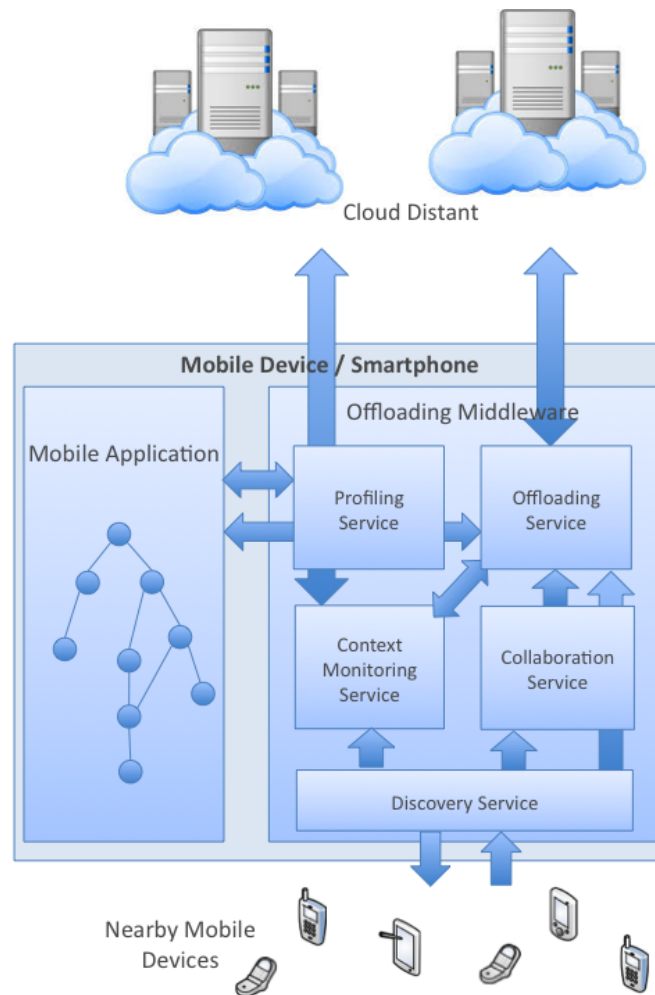 Cloud Distant
Mobile Device / Smartphone
Offloading Middleware
Mobile Application
Profiling
Service
Offloading
Service
Context
Monitoring
Service
Collaboration
Service
Discovery Service
Nearby Mobile
Devices